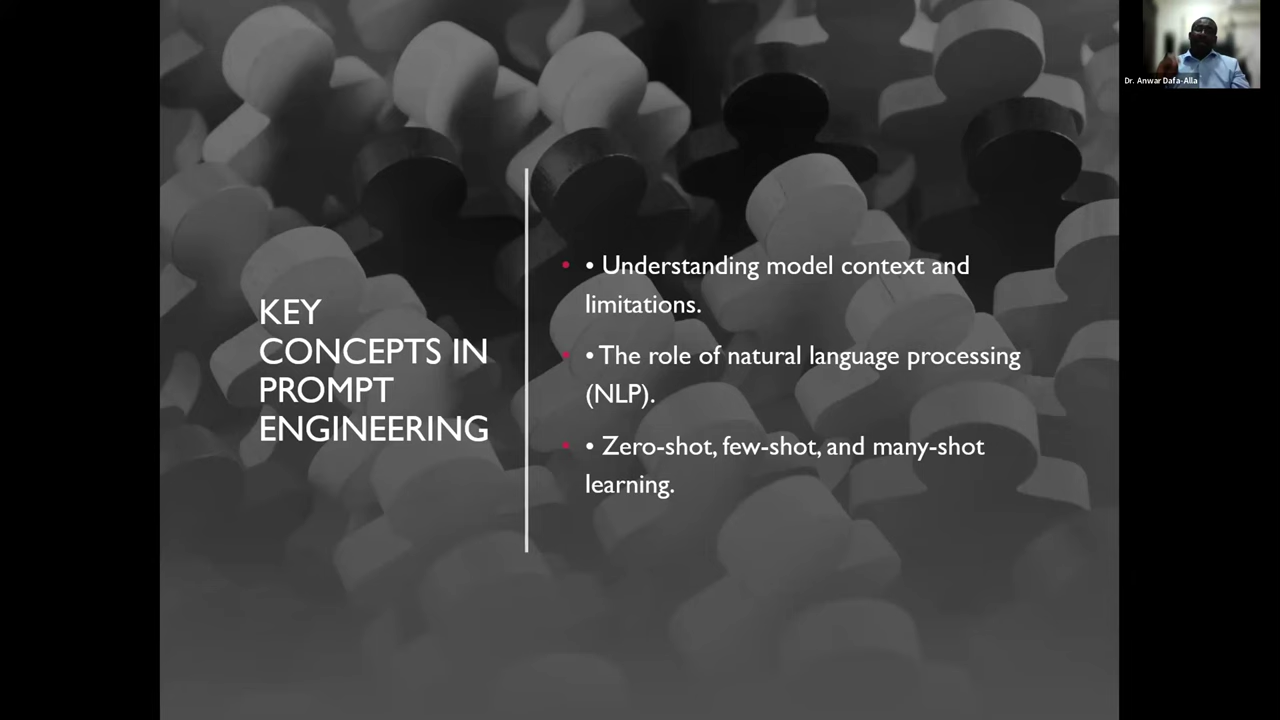 Dr. Anwar Dafa-Alla
KEY
CONCEPTS IN
PROMPT
ENGINEERING
• • Understanding model context and
limitations.
• • The role of natural language processing
(NLP).
• • Zero-shot, few-shot, and many-shot
learning.